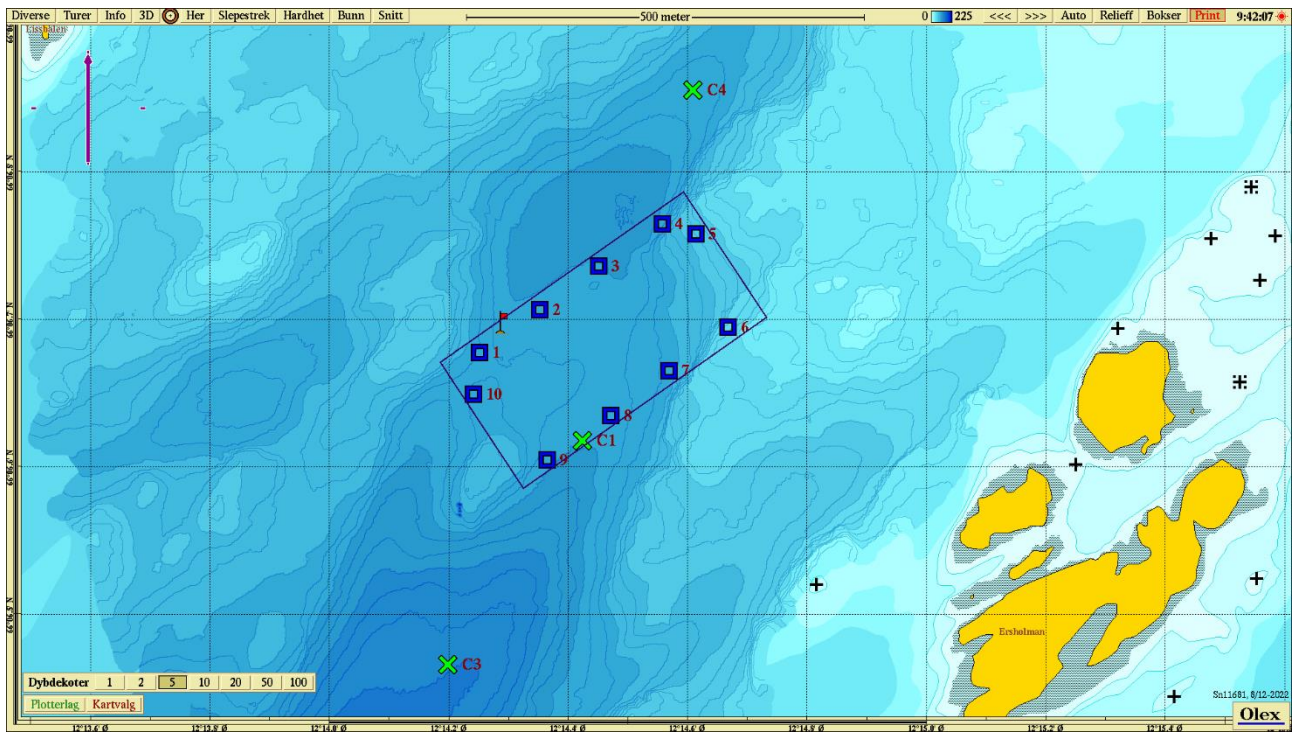 Diverse Turer Info 3D Her Slepestrek Hardhet Bunn Snitt 500 meter 0 225 <<< >>> Auto Relieff Bokser Print 9:42:07
C4
4
5
3
2
6
1
7
10
8
C1
9
Ersholman
C3
Dybdekoter 1 2 5 10 20 50 100
Plotterlag Kartvalg
Sn11681, 8/12-2022
Olex
12°13.6 Ø 12°13.8 Ø 12°14.0 Ø 12°14.2 Ø 12°14.4 Ø 12°14.6 Ø 12°14.8 Ø 12°15.0 Ø 12°15.2 Ø 12°15.4 Ø